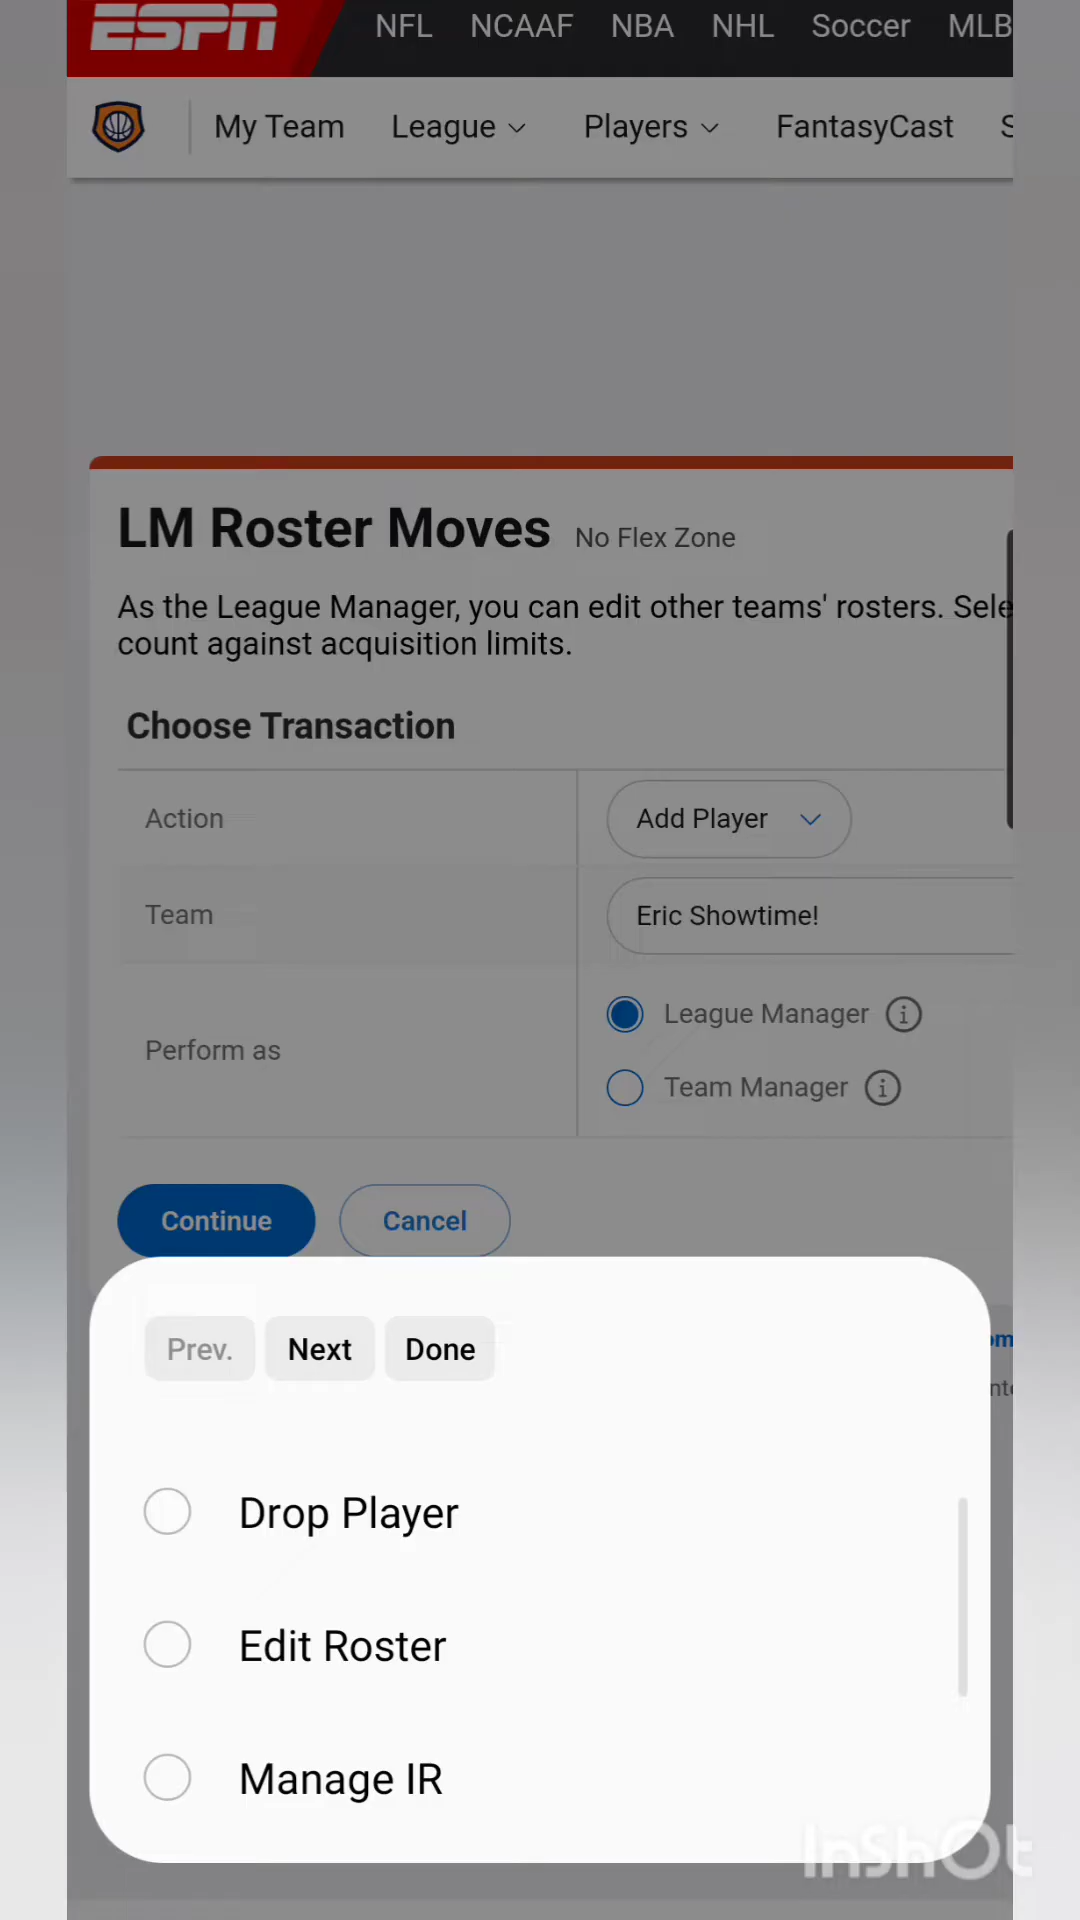 ESPN NFL NCAAF NBA NHL Soccer MLB
My Team League Players FantasyCast S
LM Roster Moves No Flex Zone
As the League Manager, you can edit other teams' rosters. Sele
count against acquisition limits.
Choose Transaction
Action Add Player
Team Eric Showtime!
Perform as
League Manager
Team Manager
Continue Cancel
Prev. Next Done
om
nt
Drop Player
Edit Roster
Manage IR
InShOt